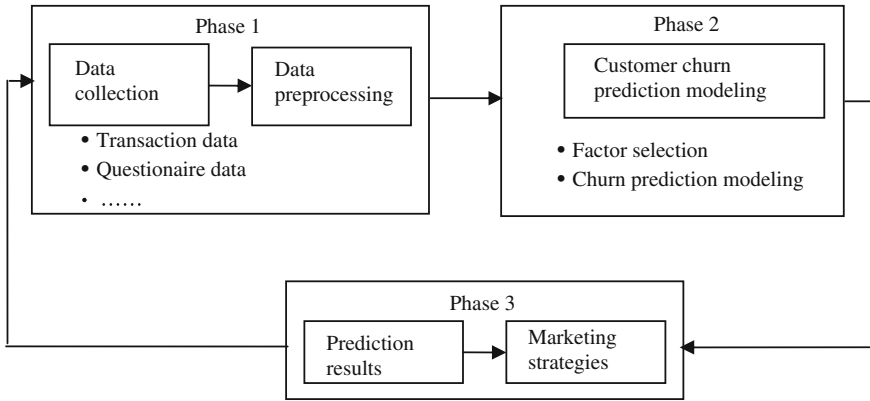 Phase 1
Data
collection
Data
preprocessing
• Transaction data
• Questionaire data
• ……
Phase 2
Customer churn
prediction modeling
• Factor selection
• Churn prediction modeling
Phase 3
Prediction
results
Marketing
strategies